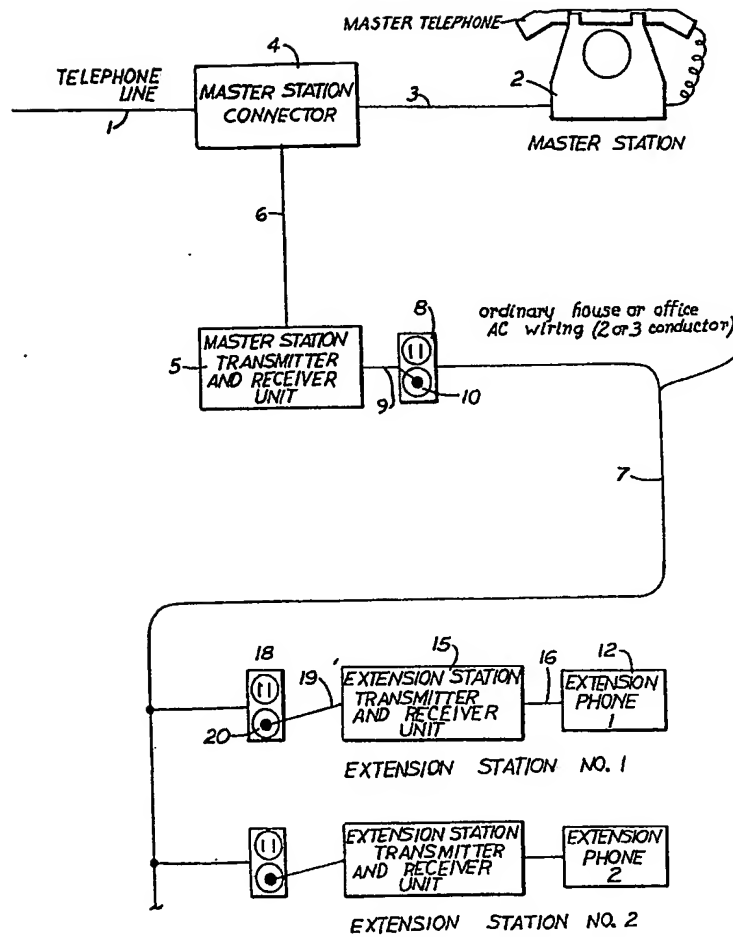 MASTER TELEPHONE
4
TELEPHONE
LINE
MASTER STATION
CONNECTOR
2
3
1
MASTER STATION
6
ordinary house or office
AC wiring (2 or 3 conductor)
8
5
MASTER STATION
TRANSMITTER
AND RECEIVER
UNIT
9
10
7
18
19
15
16
12
EXTENSION STATION
TRANSMITTER
AND RECEIVER
UNIT
EXTENSION
PHONE
1
20
EXTENSION STATION NO. 1
EXTENSION STATION
TRANSMITTER
AND RECEIVER
UNIT
EXTENSION
PHONE
2
EXTENSION STATION NO. 2